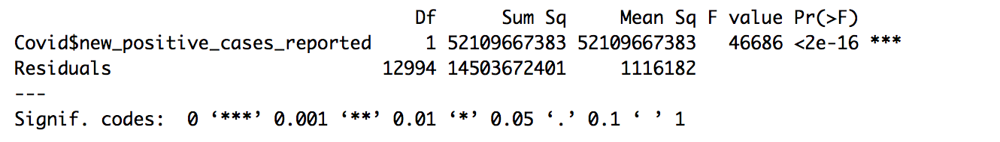 Df      Sum Sq     Mean Sq F value Pr(>F)
Covid$new_positive_cases_reported     1 52109667383 52109667383   46686 <2e-16 ***
Residuals                         12994 14503672401     1116182
---
Signif. codes:  0 ‘***’ 0.001 ‘**’ 0.01 ‘*’ 0.05 ‘.’ 0.1 ‘ ’ 1